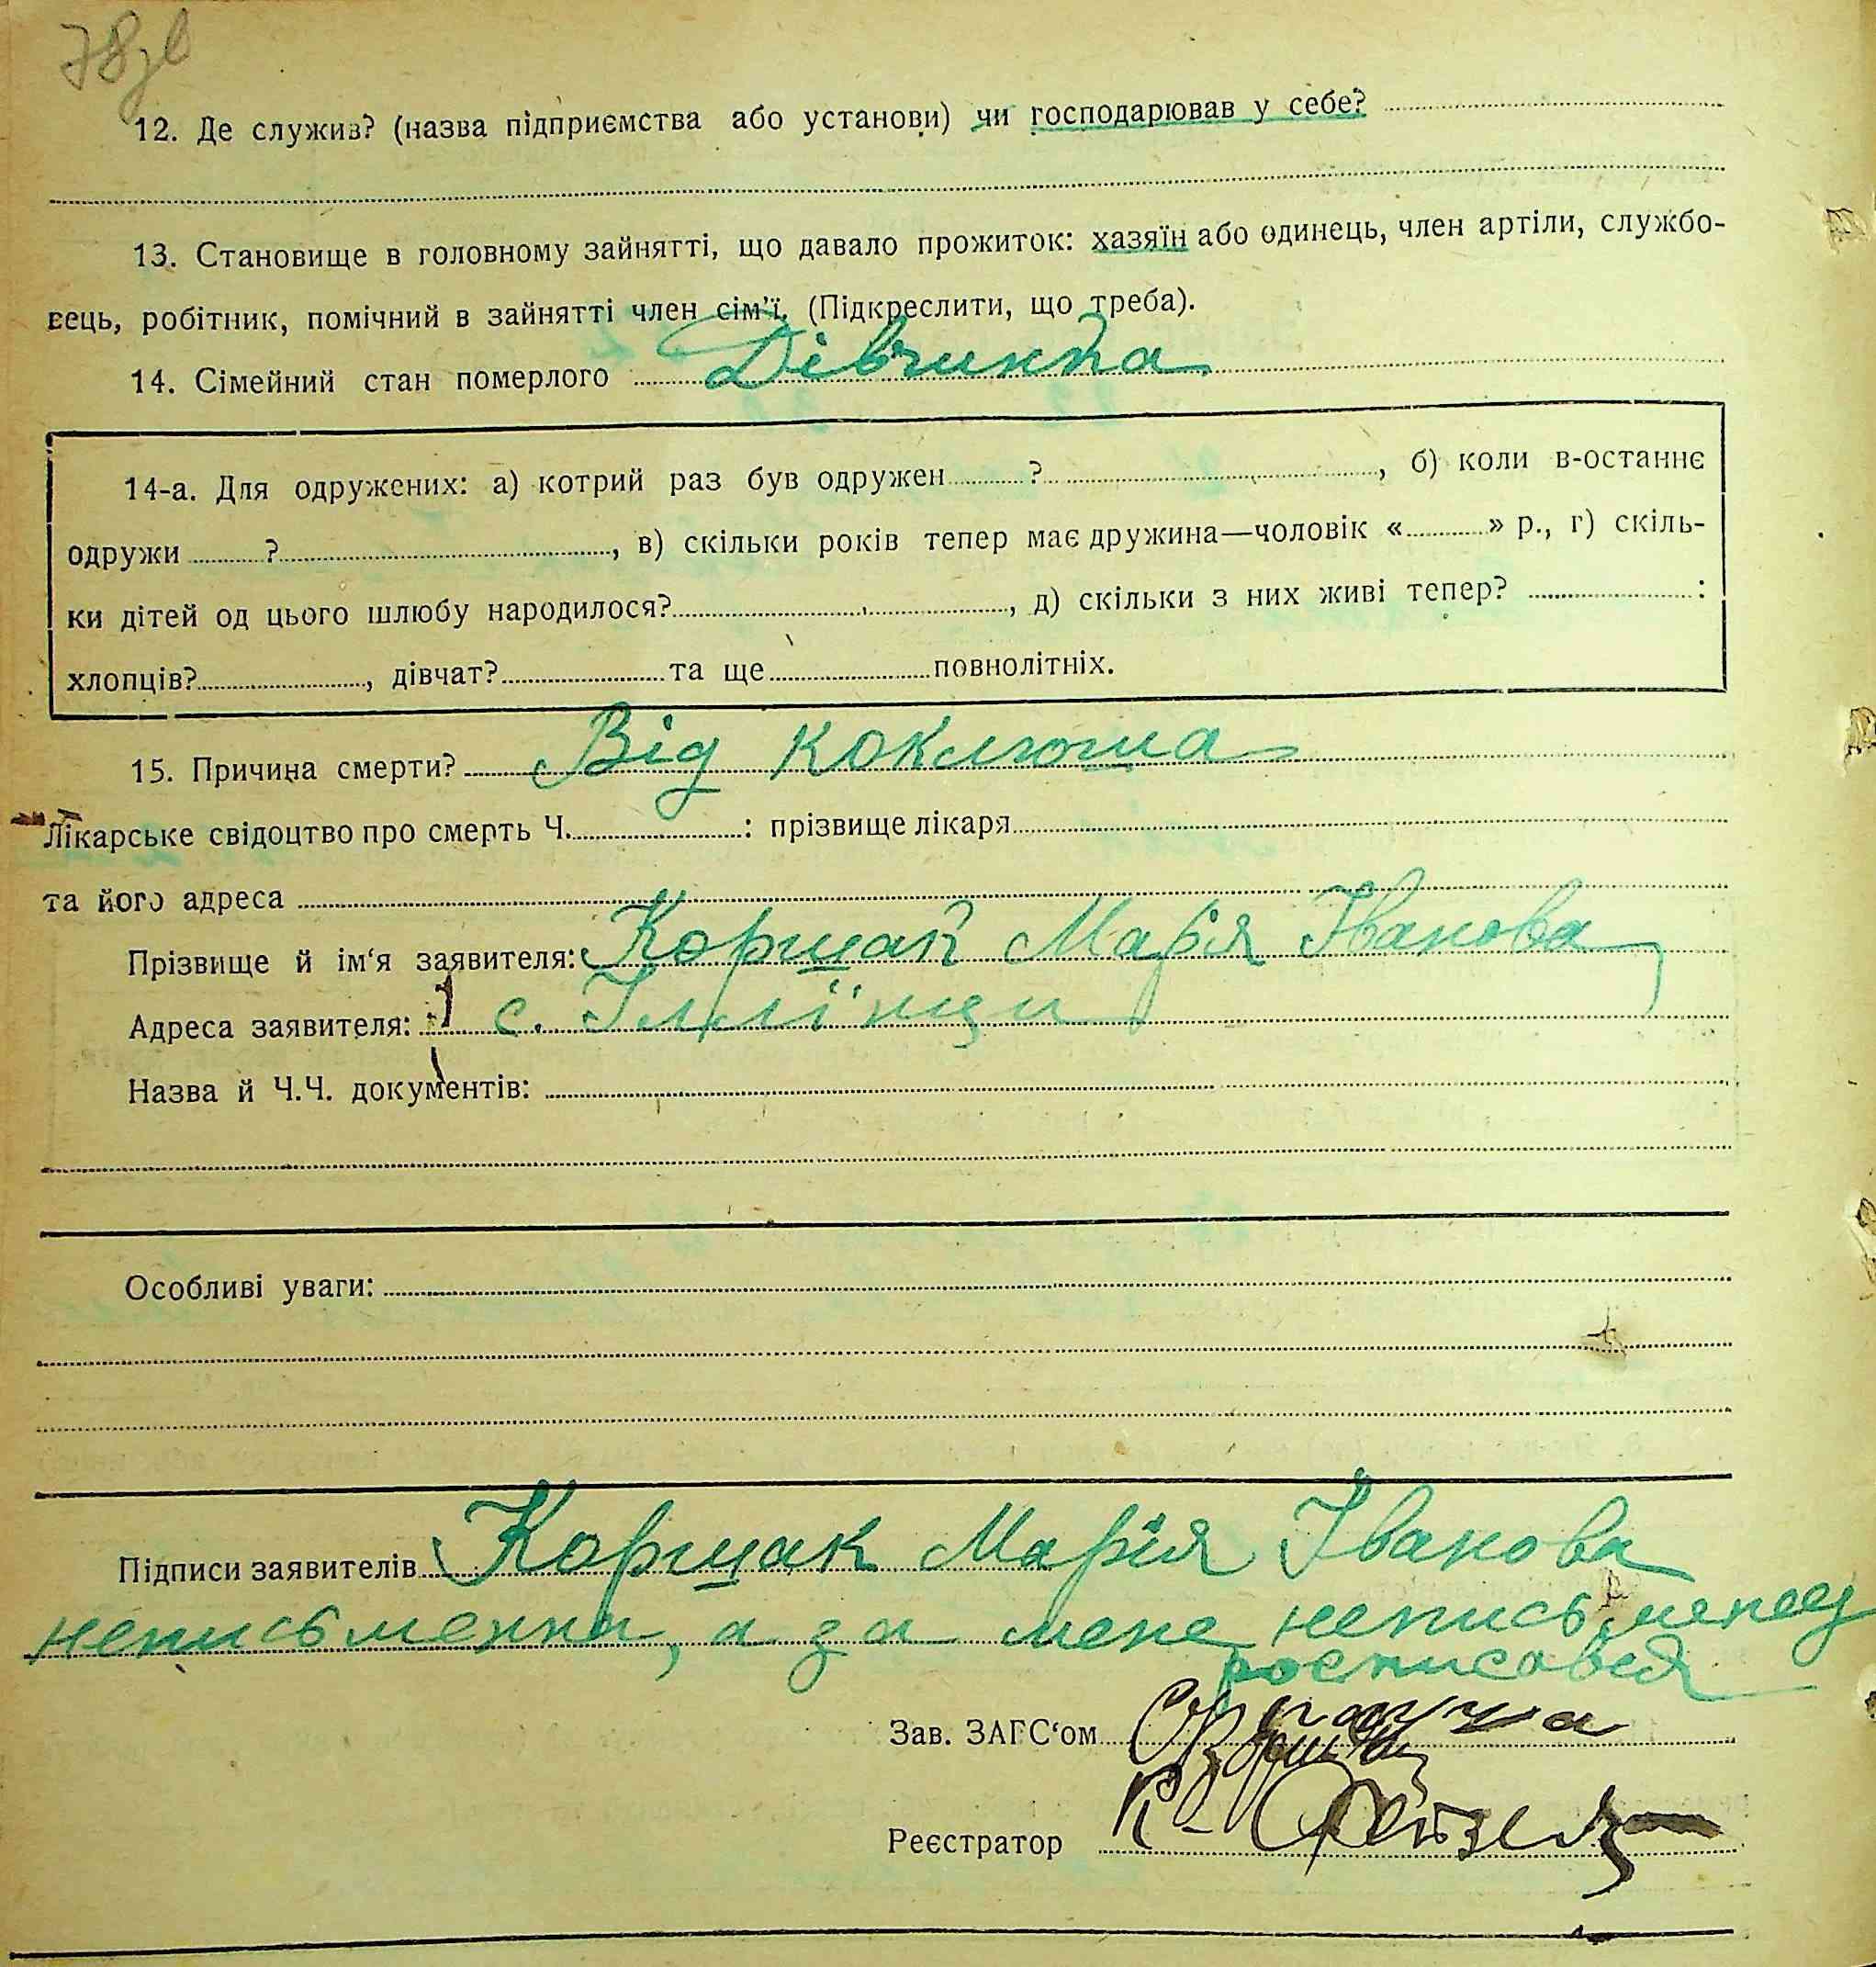 78зв
12. Де служив? (назва підприємства або установи) чи господарював у себе?
13. Становище в головному зайнятті, що давало прожиток: хазяїн або одинець, член артіли, службо-
вець, робітник, помічний в зайнятті член сім'ї. (Підкреслити, що треба).
14. Сімейний стан померлого Дівчинка
14-а. Для одружених: а) котрий раз був одружен ? , б) коли в-останнє
одружи ? , в) скільки років тепер має дружина—чоловік « » р., г) скіль-
ки дітей од цього шлюбу народилося? , д) скільки з них живі тепер? :
хлопців? , дівчат? та ще повнолітніх.
15. Причина смерти? Від коклюша
Лікарське свідоцтво про смерть Ч. : прізвище лікаря
та його адреса
Прізвище й ім'я заявителя: Коршак Марія Іванова
Адреса заявителя: с. Іллінци
Назва й Ч.Ч. документів:
Особливі уваги:
Підписи заявителів Коршак Марія Іванова
неписьменна, а за мене неписьменну
росписовся
Зав. ЗАГС'ом
Реєстратор